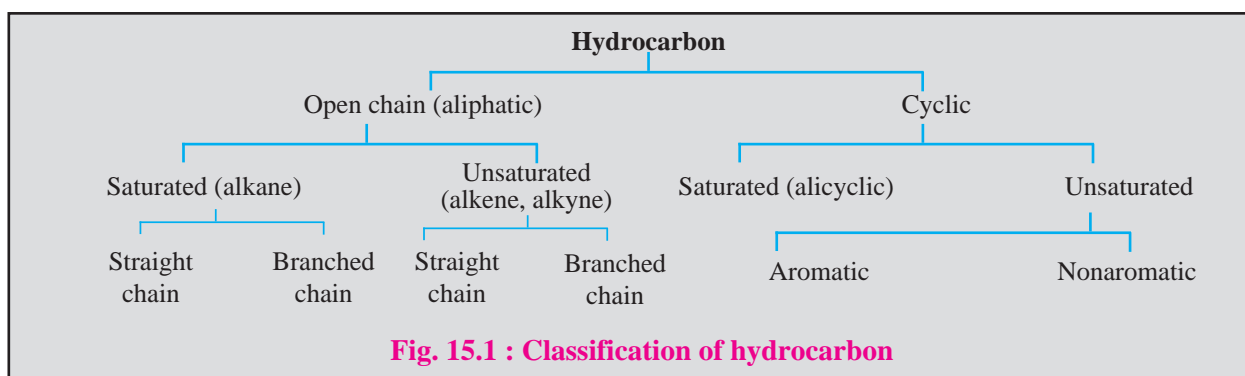 Hydrocarbon
Open chain (aliphatic)
Cyclic
Saturated (alkane)
Unsaturated
(alkene, alkyne)
Saturated (alicyclic)
Unsaturated
Straight
chain
Branched
chain
Straight
chain
Branched
chain
Aromatic
Nonaromatic
Fig. 15.1 : Classification of hydrocarbon